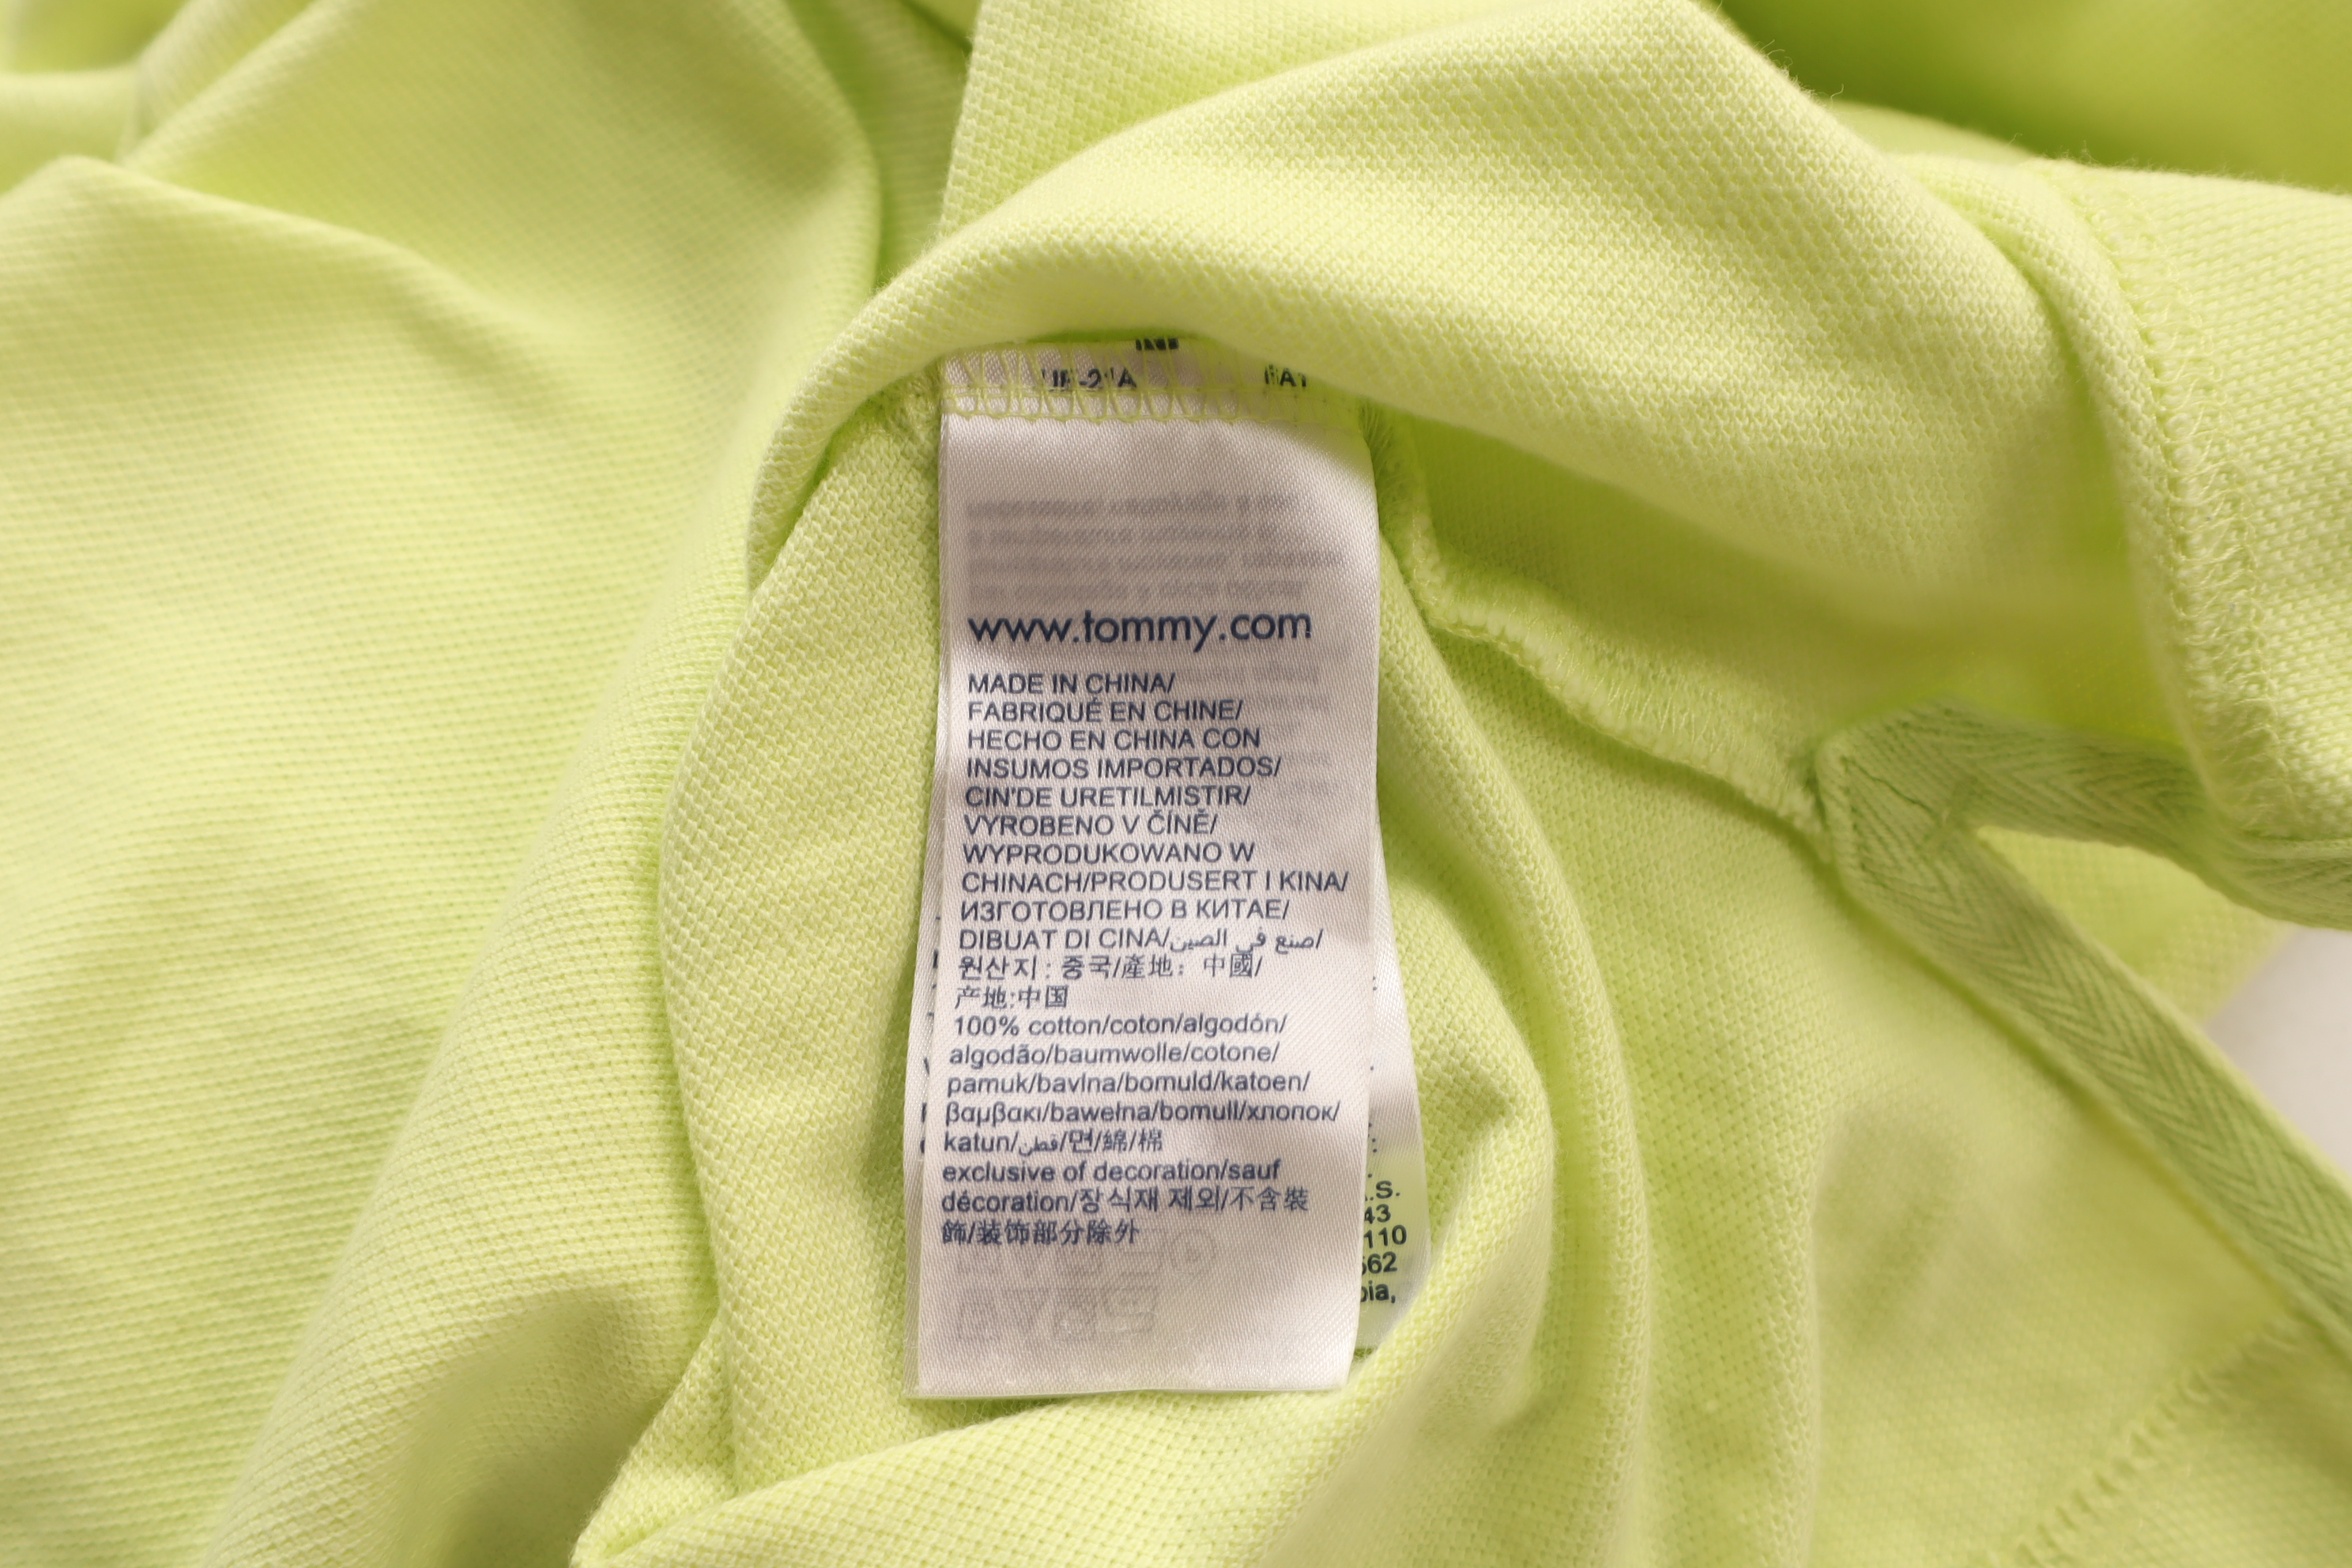 www.tommy.com
MADE IN CHINA/
FABRIQUÉ EN CHINE/
HECHO EN CHINA CON
INSUMOS IMPORTADOS/
CIN'DE URETILMISTIR/
VYROBENO V ČÍNĚ/
WYPRODUKOWANO W
CHINACH/PRODUSERT I KINA/
ИЗГОТОВЛЕНО В КИТАЕ/
DIBUAT DI CINA/صنع في الصين/
원산지: 중국/產地: 中國/
产地:中国
100% cotton/coton/algodón/
algodão/baumwolle/cotone/
pamuk/bavlna/bomuld/katoen/
βαμβακι/bawełna/bomull/хлопок/
katun/قطن/면/綿/棉
exclusive of decoration/sauf
décoration/장식재 제외/不含裝
飾/装饰部分除外
.S.
43
110
562
bia,